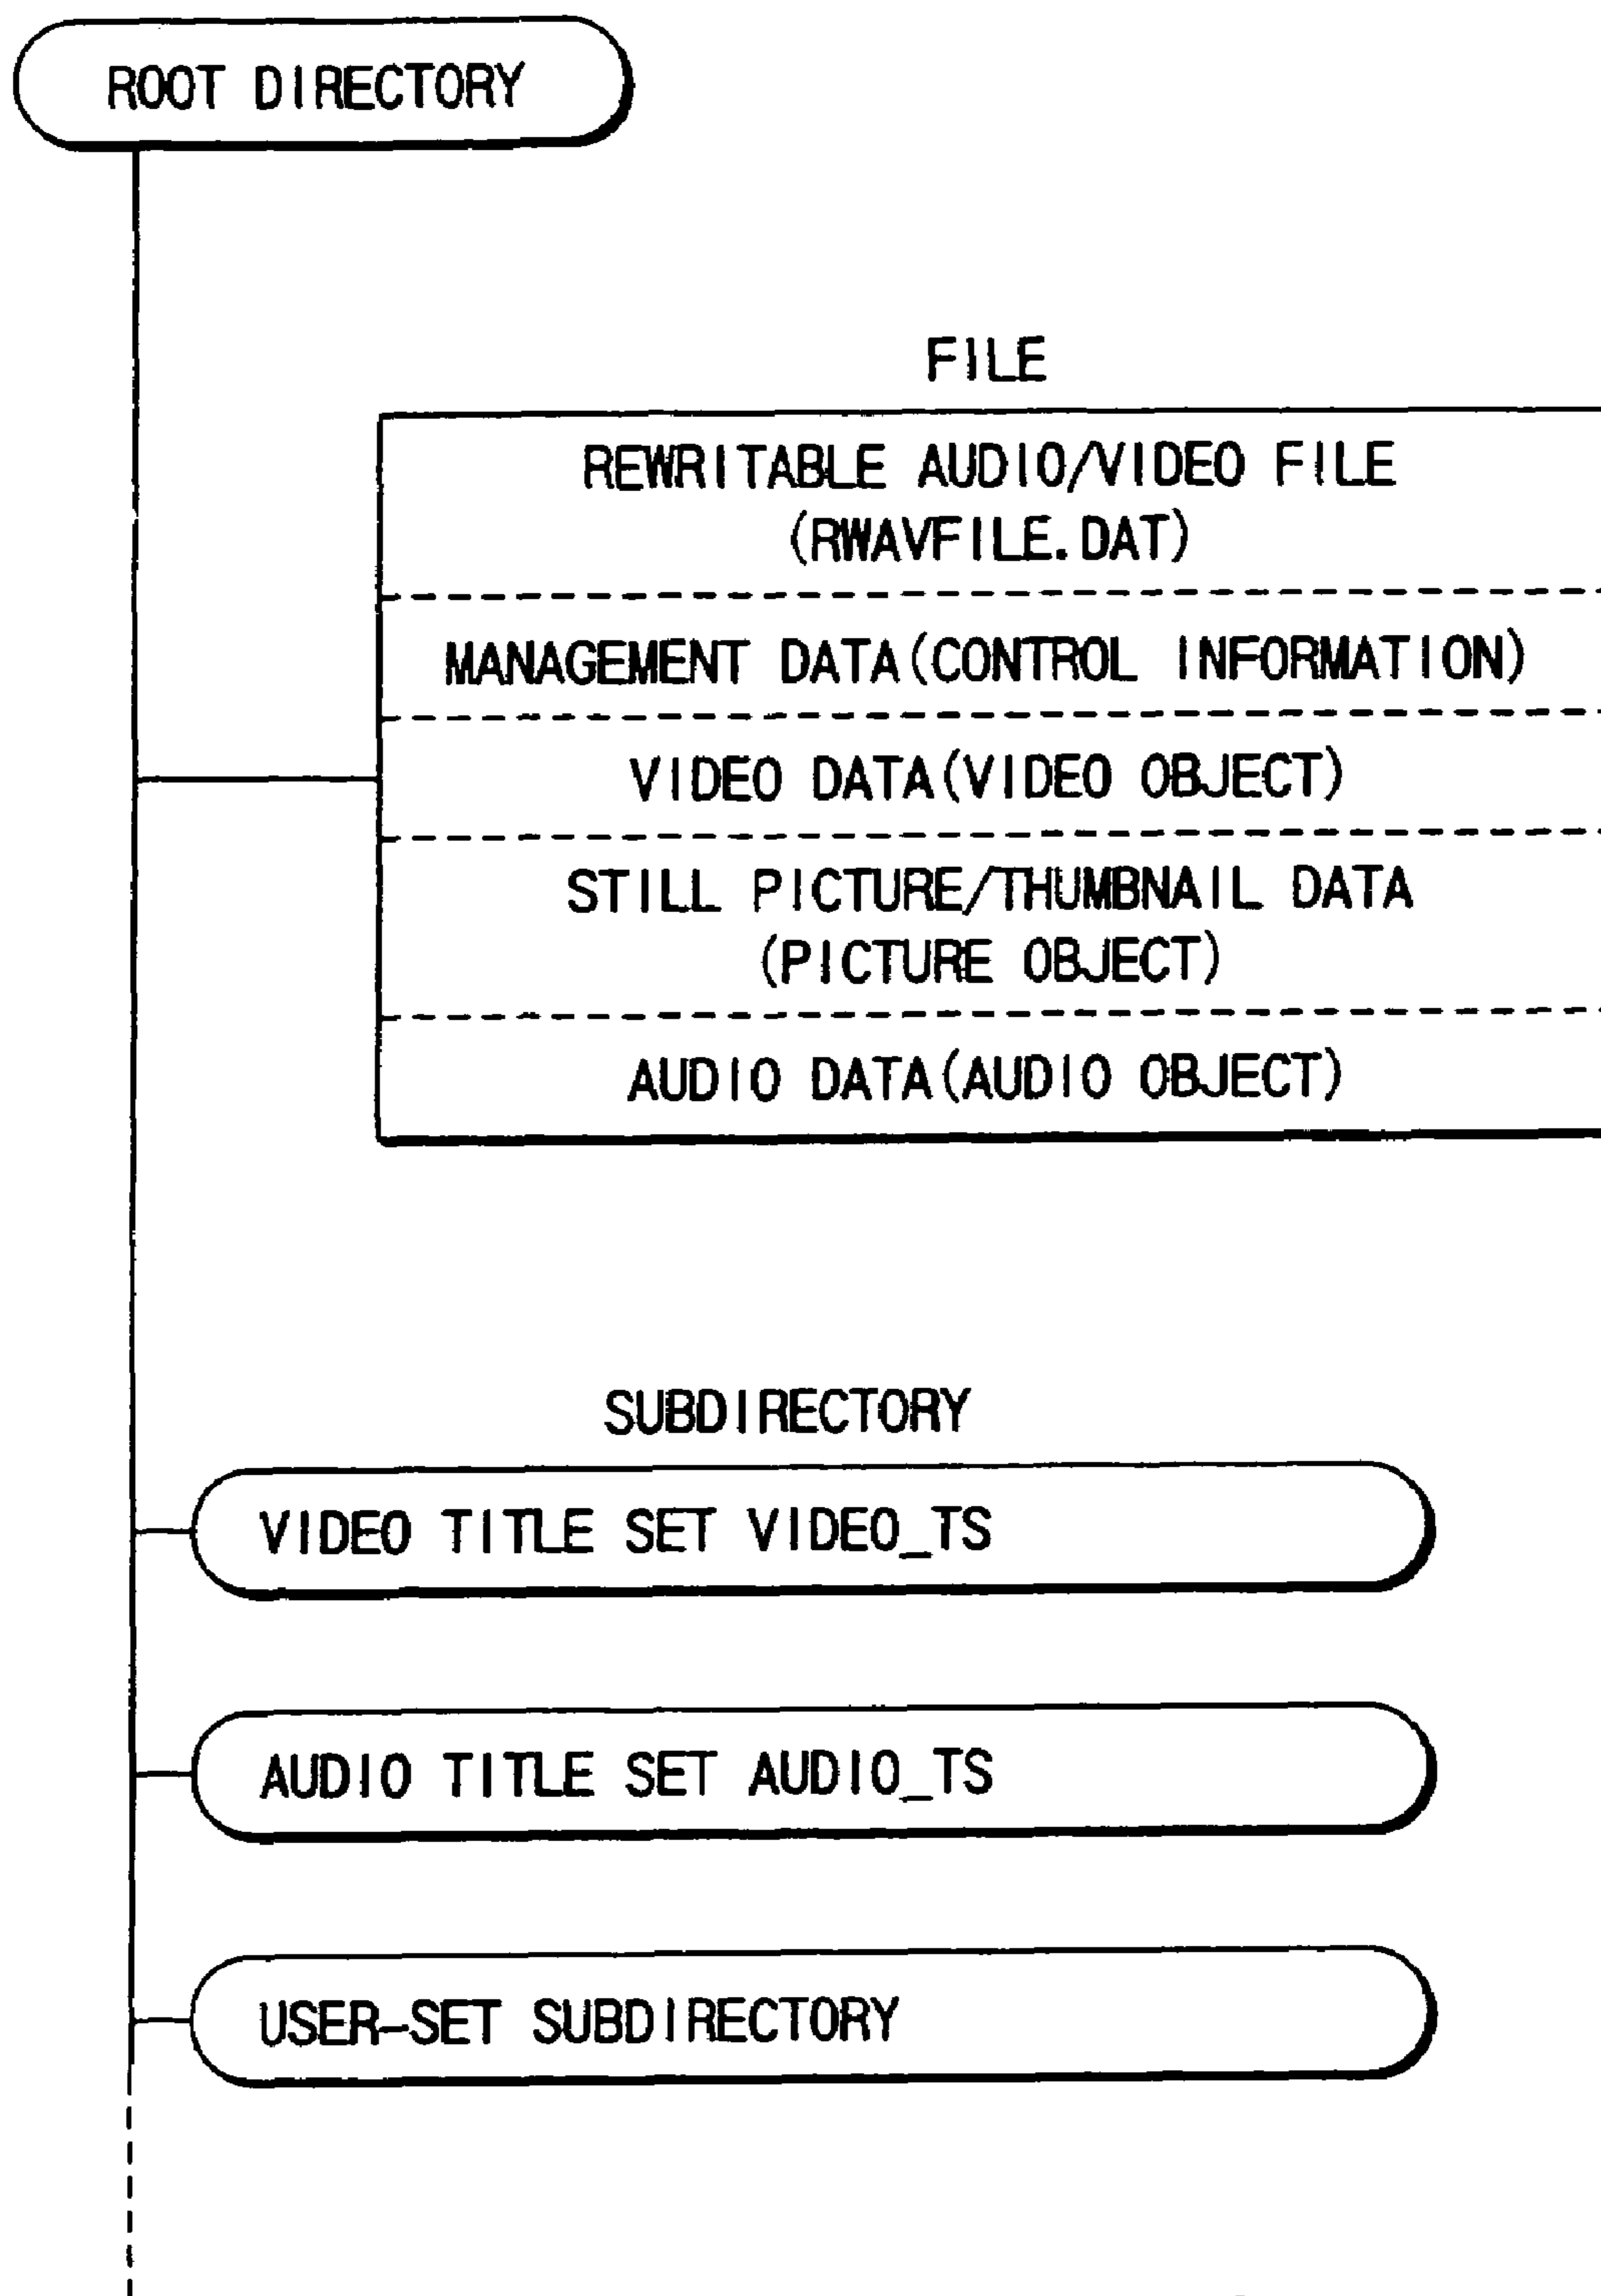 ROOT DIRECTORY
FILE
REWRITABLE AUDIO/VIDEO FILE
(RWAVFILE.DAT)
MANAGEMENT DATA(CONTROL INFORMATION)
VIDEO DATA(VIDEO OBJECT)
STILL PICTURE/THUMBNAIL DATA
(PICTURE OBJECT)
AUDIO DATA(AUDIO OBJECT)
SUBDIRECTORY
VIDEO TITLE SET VIDEO_TS
AUDIO TITLE SET AUDIO_TS
USER-SET SUBDIRECTORY